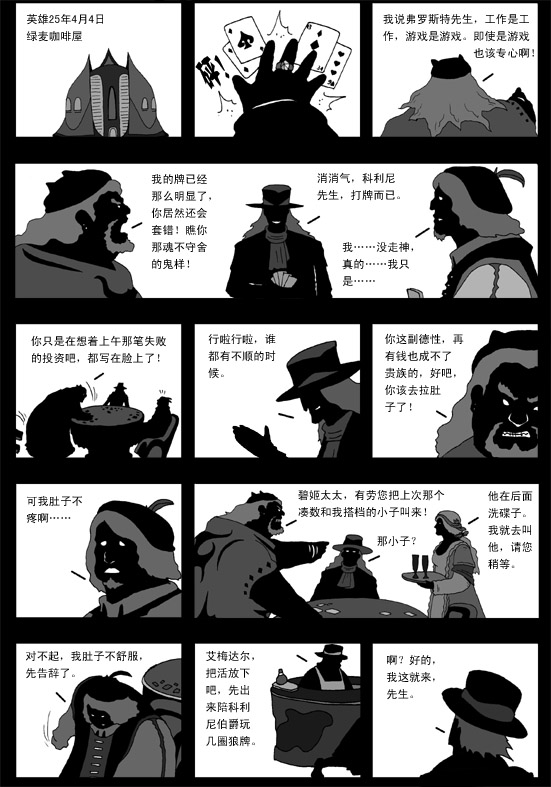 英雄25年4月4日
绿麦咖啡屋
我说弗罗斯特先生，工作是工
作，游戏是游戏。即使是游戏
也该专心啊！
我的牌已经
那么明显了，
你居然还会
套错！瞧你
那魂不守舍
的鬼样！
消消气，科利尼
先生，打牌而已。
我……没走神，
真的……我只
是……
你只是在想着上午那笔失败
的投资吧，都写在脸上了！
行啦行啦，谁
都有不顺的时
候。
你这副德性，再
有钱也成不了
贵族的，好吧，
你该去拉肚
子了！
可我肚子不
疼啊……
碧姬太太，有劳您把上次那个
凑数和我搭档的小子叫来！
那小子？
他在后面
洗碟子。
我就去叫
他，请您
稍等。
对不起，我肚子不舒服，
先告辞了。
艾梅达尔，
把活放下
吧，先出
来陪科利
尼伯爵玩
几圈狼牌。
啊？好的，
我这就来，
先生。